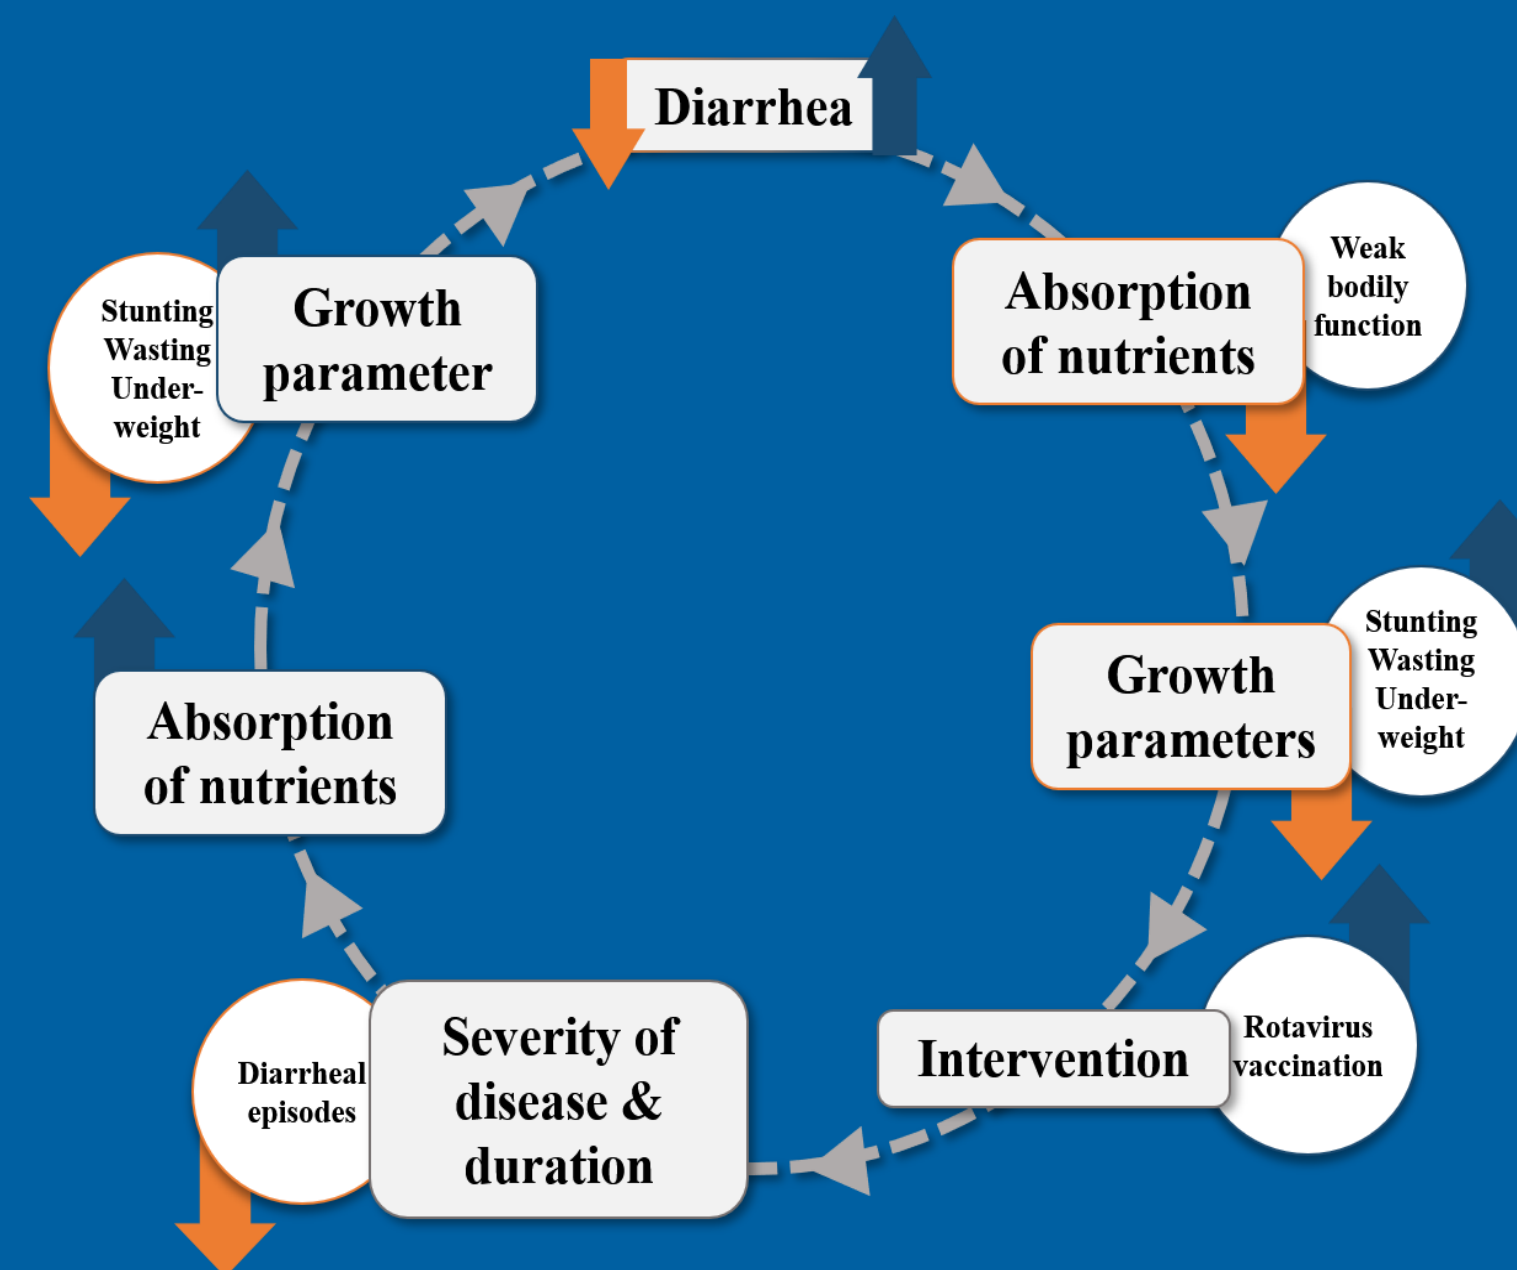 Diarrhea
Absorption
of nutrients
Weak
bodily
function
Growth
parameters
Stunting
Wasting
Under-
weight
Intervention
Rotavirus
vaccination
Severity of
disease &
duration
Diarrheal
episodes
Absorption
of nutrients
Growth
parameter
Stunting
Wasting
Under-
weight